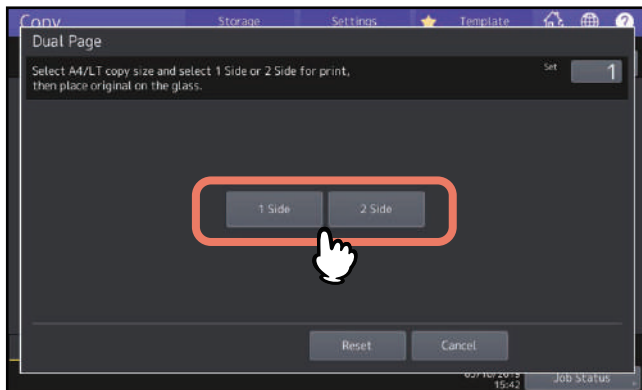 Copy Storage Settings Template
Dual Page
Select A4/LT copy size and select 1 Side or 2 Side for print,
then place original on the glass.
Set 1
1 Side 2 Side
Reset Cancel
15:42 Job Status